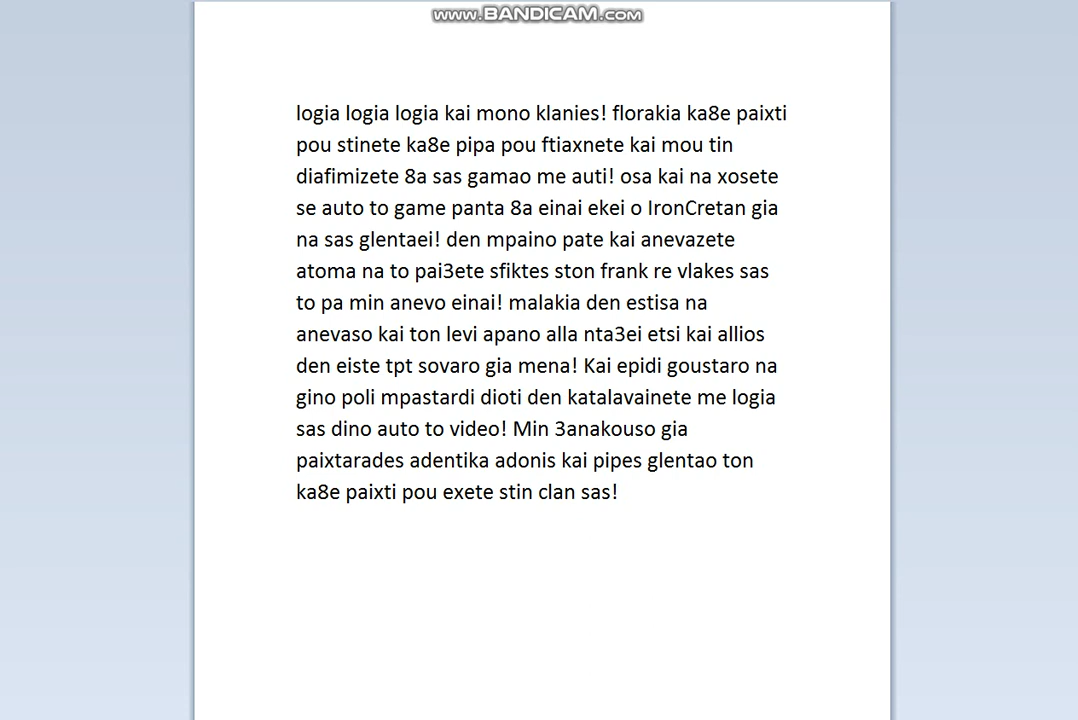 www.BANDICAM.com
logia logia logia kai mono klanies! florakia ka8e paixti
pou stinete ka8e pipa pou ftiaxnete kai mou tin
diafimizete 8a sas gamao me auti! osa kai na xosete
se auto to game panta 8a einai ekei o IronCretan gia
na sas glentaei! den mpaino pate kai anevazete
atoma na to pai3ete sfiktes ston frank re vlakes sas
to pa min anevo einai! malakia den estisa na
anevaso kai ton levi apano alla nta3ei etsi kai allios
den eiste tpt sovaro gia mena! Kai epidi goustaro na
gino poli mpastardi dioti den katalavainete me logia
sas dino auto to video! Min 3anakouso gia
paixtarades adentika adonis kai pipes glentao ton
ka8e paixti pou exete stin clan sas!